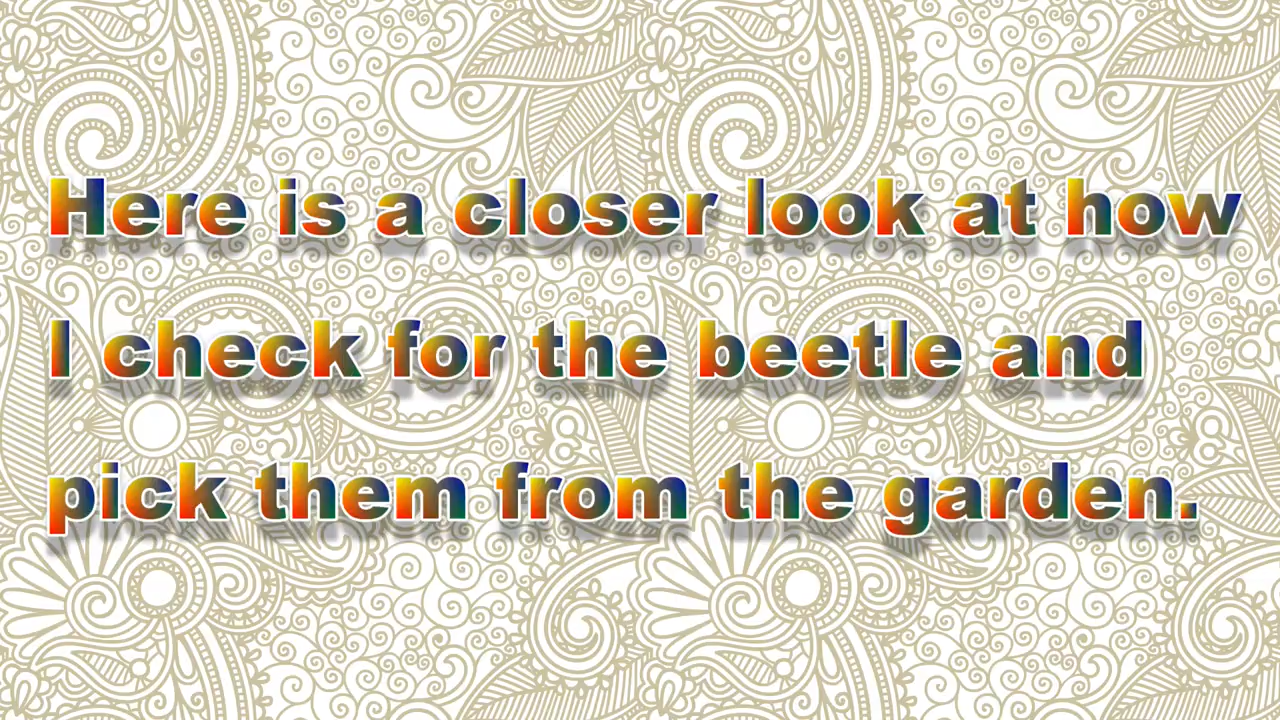 Here is a closer look at how
I check for the beetle and
pick them from the garden.